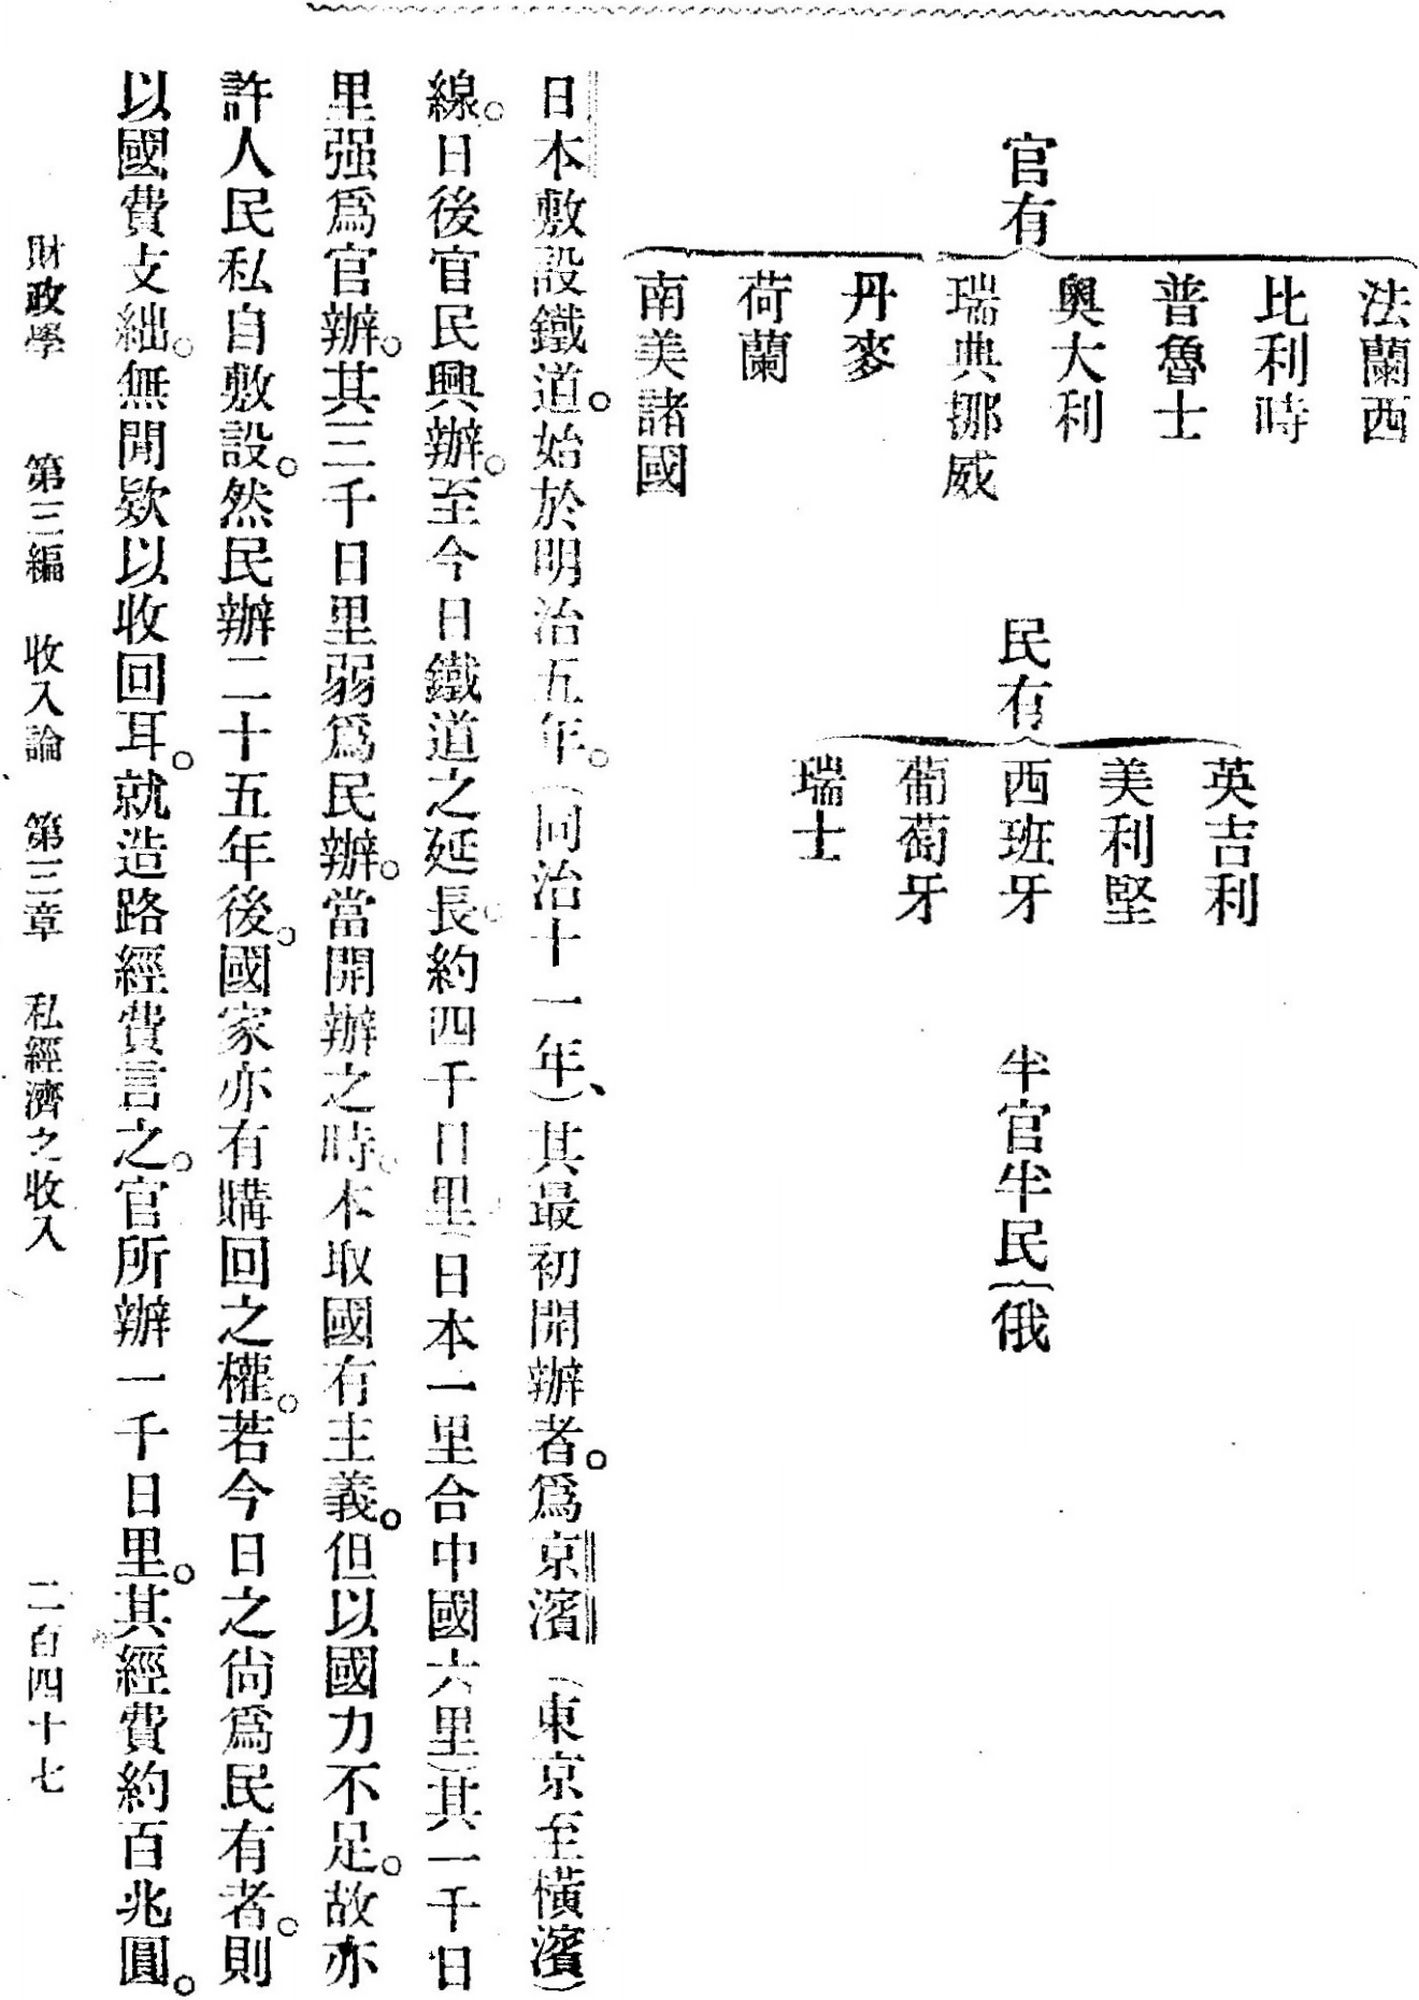 官有
法蘭西
比利時
普魯士
奧大利
瑞典挪威
丹麥
荷蘭
南美諸國
民有
英吉利
美利堅
西班牙
葡萄牙
瑞士
半官半民
俄
日本敷設鐵道。始於明治五年。（同治十一年、）其最初開辦者。爲京濱（東京至橫濱）
線。日後官民興辦。至今日鐵道之延長。約四千日里（日本一里合中國六里）其一千日
里强爲官辦。其三千日里弱爲民辦。當開辦之時。本取國有主義。但以國力不足。故亦
許人民私自敷設。然民辦二十五年後。國家亦有購回之權。若今日之尙爲民有者。則
以國費支絀。無閒欵以收回耳。就造路經費言之。官所辦一千日里。其經費約百兆圓。
財政學　第三編　收入論　第三章　私經濟之收入　二百四十七